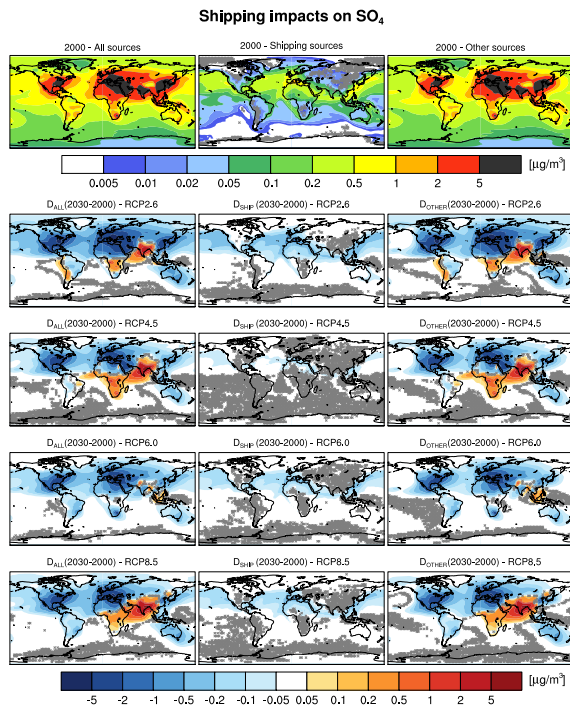 Shipping impacts on SO4
2000 - All sources
2000 - Shipping sources
2000 - Other sources
0.005 0.01 0.02 0.05 0.1 0.2 0.5 1 2 5 [µg/m³]
DALL(2030-2000) - RCP2.6
DSHIP(2030-2000) - RCP2.6
DOTHER(2030-2000) - RCP2.6
DALL(2030-2000) - RCP4.5
DSHIP(2030-2000) - RCP4.5
DOTHER(2030-2000) - RCP4.5
DALL(2030-2000) - RCP6.0
DSHIP(2030-2000) - RCP6.0
DOTHER(2030-2000) - RCP6.0
DALL(2030-2000) - RCP8.5
DSHIP(2030-2000) - RCP8.5
DOTHER(2030-2000) - RCP8.5
-5 -2 -1 -0.5 -0.2 -0.1 -0.05 0.05 0.1 0.2 0.5 1 2 5 [µg/m³]